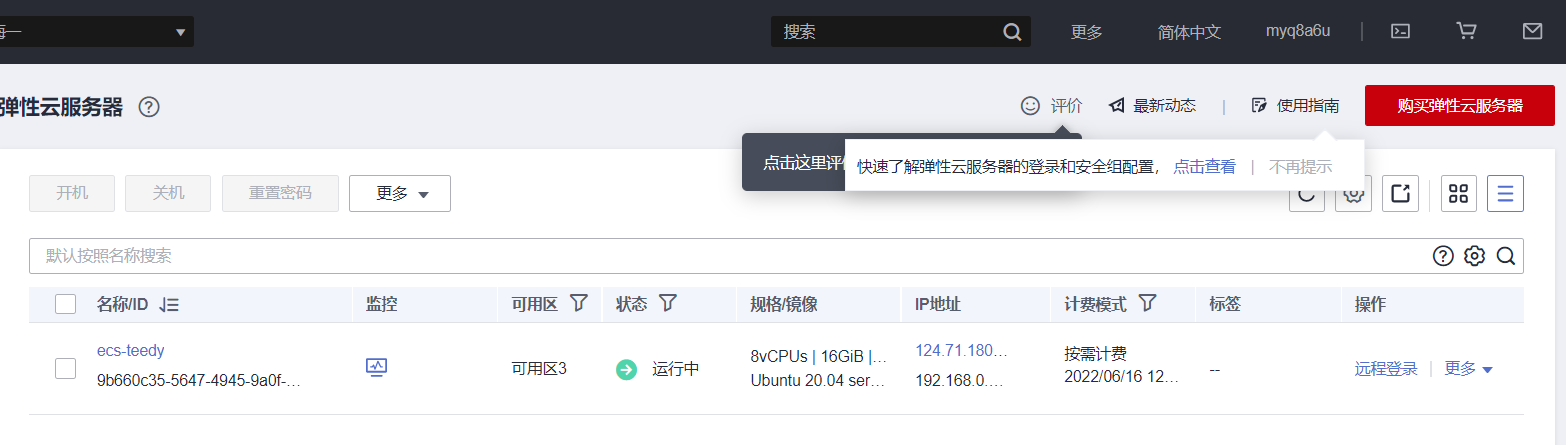 海一
搜索
更多
简体中文
myq8a6u
弹性云服务器
评价
最新动态
使用指南
购买弹性云服务器
点击这里评
快速了解弹性云服务器的登录和安全组配置，点击查看 | 不再提示
开机
关机
重置密码
更多
默认按照名称搜索
名称/ID
监控
可用区
状态
规格/镜像
IP地址
计费模式
标签
操作
ecs-teedy
9b660c35-5647-4945-9a0f-...
可用区3
运行中
8vCPUs | 16GiB |...
Ubuntu 20.04 ser...
124.71.180...
192.168.0....
按需计费
2022/06/16 12...
--
远程登录
更多